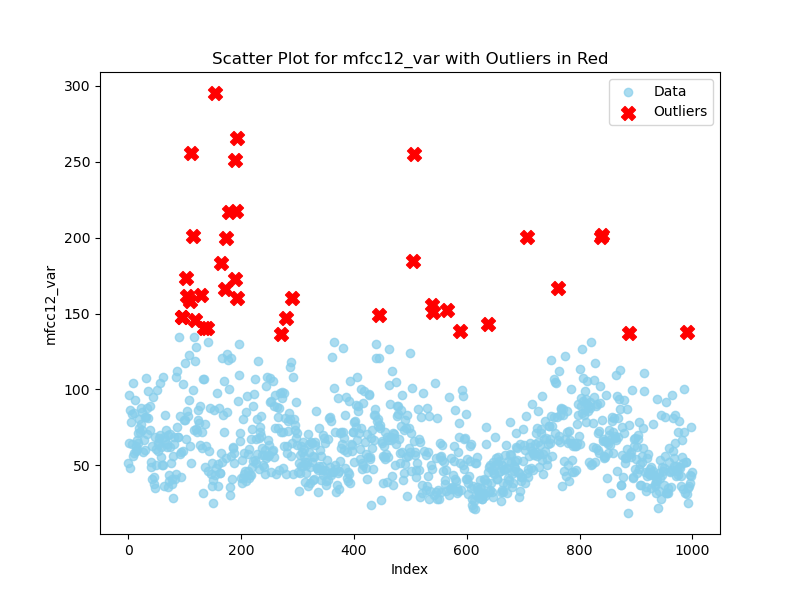 Scatter Plot for mfcc12_var with Outliers in Red
Data
Outliers
300
250
200
150
100
50
mfcc12_var
0
200
400
600
800
1000
Index